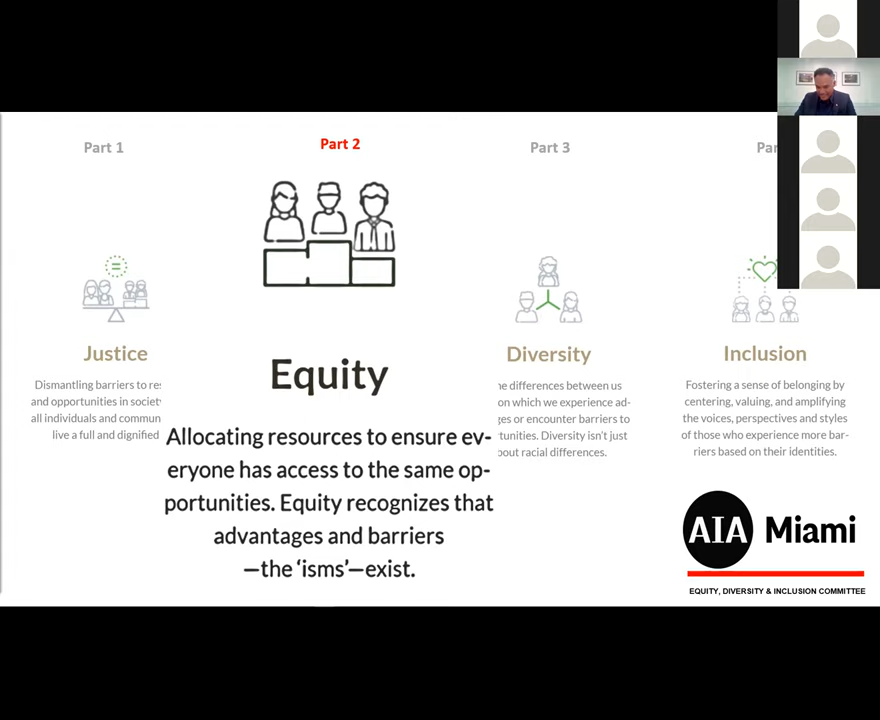 Part 1
Part 2
Part 3
Par
Justice
Dismantling barriers to re
and opportunities in society
all individuals and commun
live a full and dignified
Equity
Allocating resources to ensure ev-
eryone has access to the same op-
portunities. Equity recognizes that
advantages and barriers
—the ‘isms’—exist.
Diversity
he differences between us
on which we experience ad-
ges or encounter barriers to
rtunities. Diversity isn't just
bout racial differences.
Inclusion
Fostering a sense of belonging by
centering, valuing, and amplifying
the voices, perspectives and styles
of those who experience more bar-
riers based on their identities.
AIA Miami
EQUITY, DIVERSITY & INCLUSION COMMITTEE